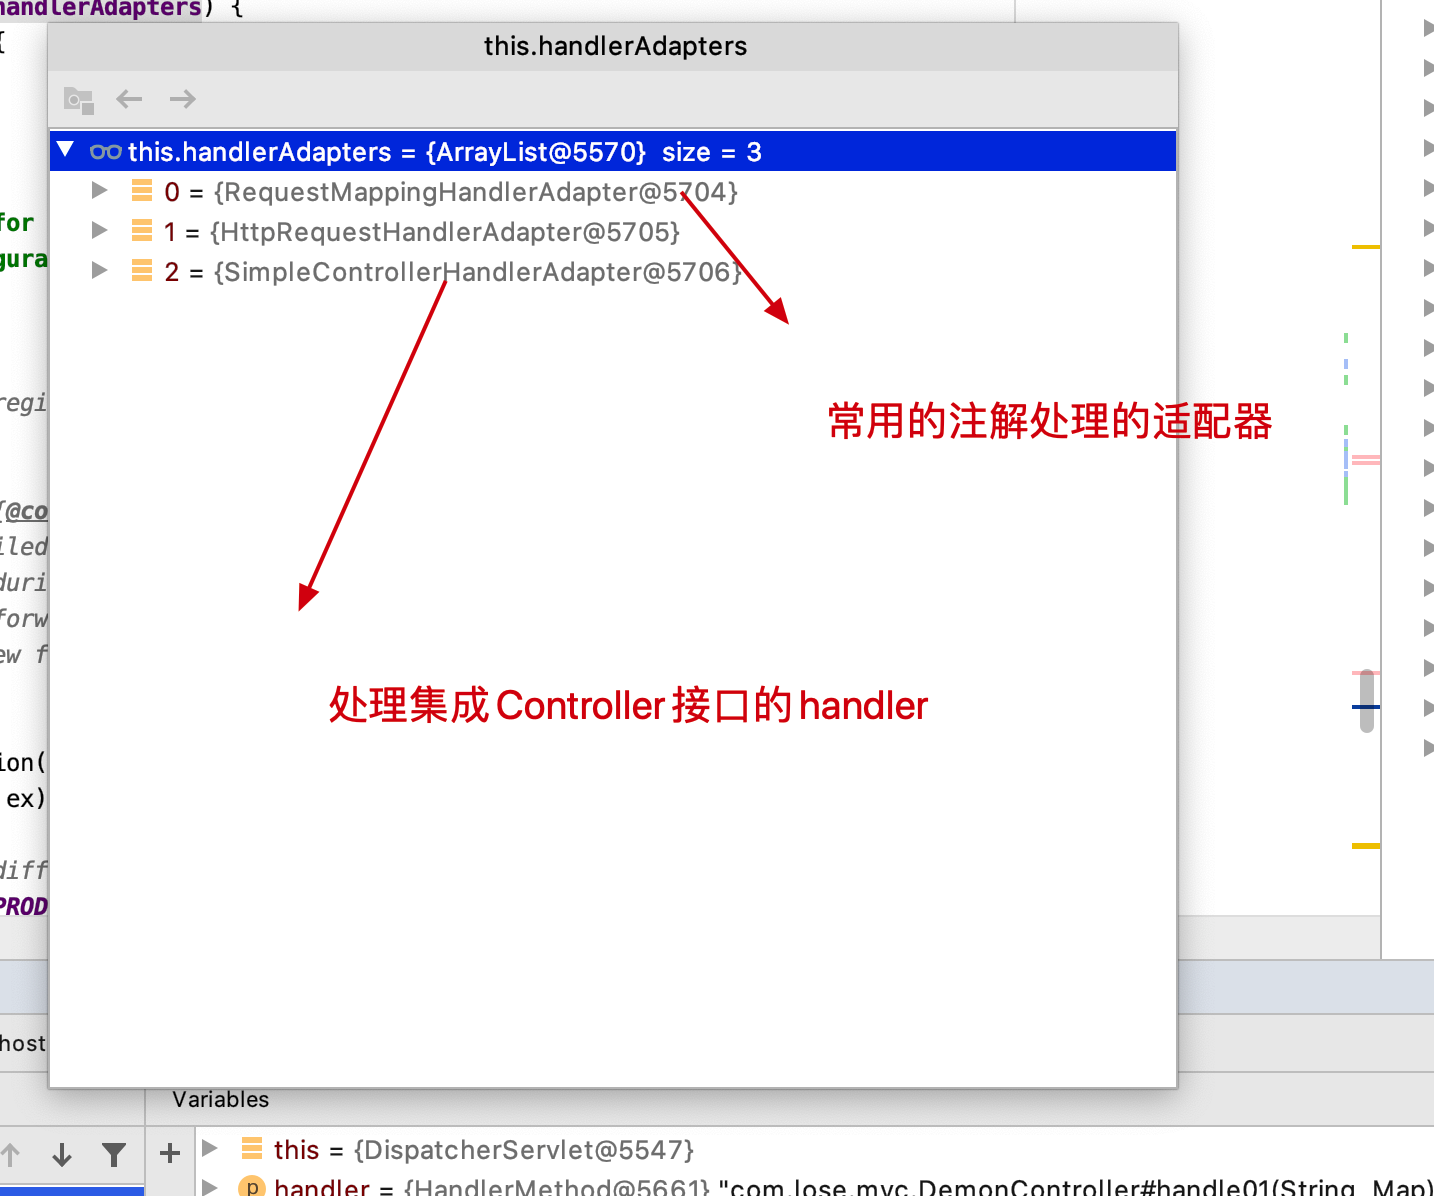 handlerAdapters) {
{
this.handlerAdapters
this.handlerAdapters = {ArrayList@5570} size = 3
0 = {RequestMappingHandlerAdapter@5704}
1 = {HttpRequestHandlerAdapter@5705}
for
2 = {SimpleControllerHandlerAdapter@5706}
gura
regi
常用的注解处理的适配器
{@co
iled
duri
forw
ew f
处理集成Controller接口的handler
ion(
ex)
diff
PROD
host
Variables
this = {DispatcherServlet@5547}
p
handler = {HandlerMethod@5661} "com.lose.mvc.DemonController#handle01(String, Map)